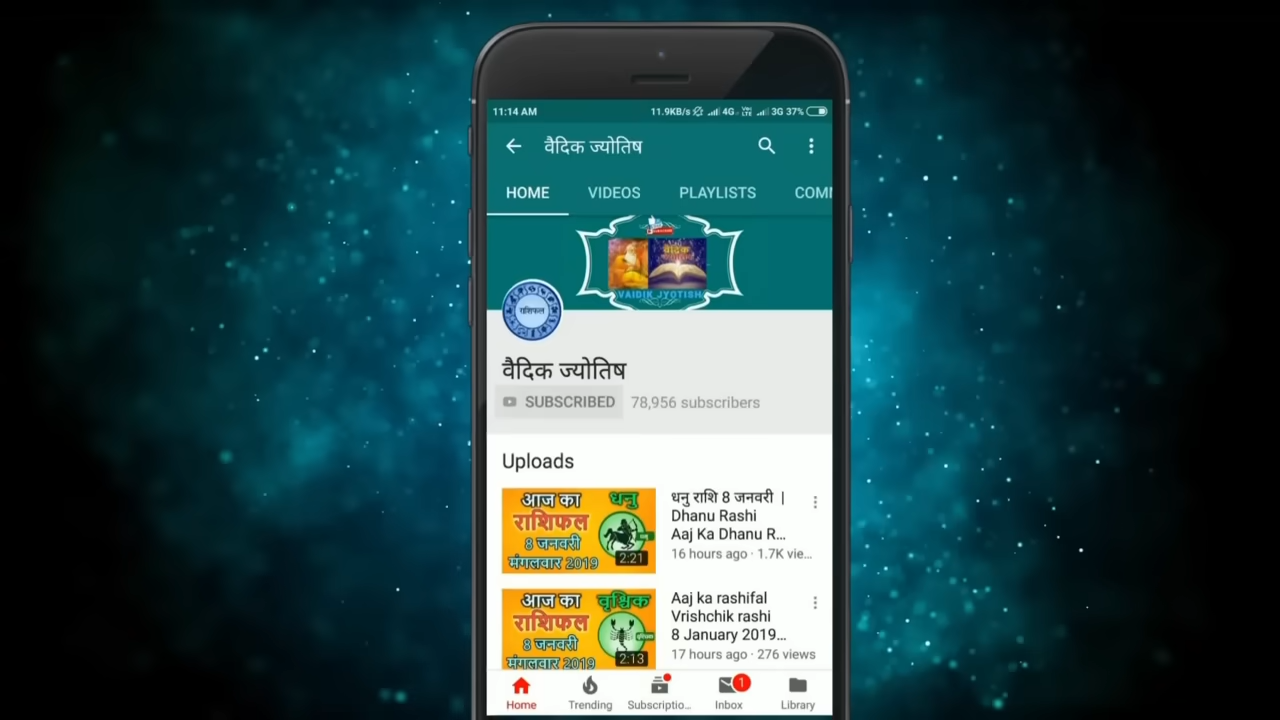 11:14 AM
11.9KB/s 4G VoLTE 3G 37%
वैदिक ज्योतिष
HOME VIDEOS PLAYLISTS COMM
वैदिक
VAIDIK JYOTISH
राशिफल
वैदिक ज्योतिष
SUBSCRIBED 78,956 subscribers
Uploads
आज का धनु
राशिफल
8 जनवरी
मंगलवार 2019
2:21
धनु राशि 8 जनवरी |
Dhanu Rashi
Aaj Ka Dhanu R...
16 hours ago · 1.7K vie...
आज का वृश्चिक
राशिफल
8 जनवरी
मंगलवार 2019
2:13
Aaj ka rashifal
Vrishchik rashi
8 January 2019...
17 hours ago · 276 views
1
Home Trending Subscriptio... Inbox Library